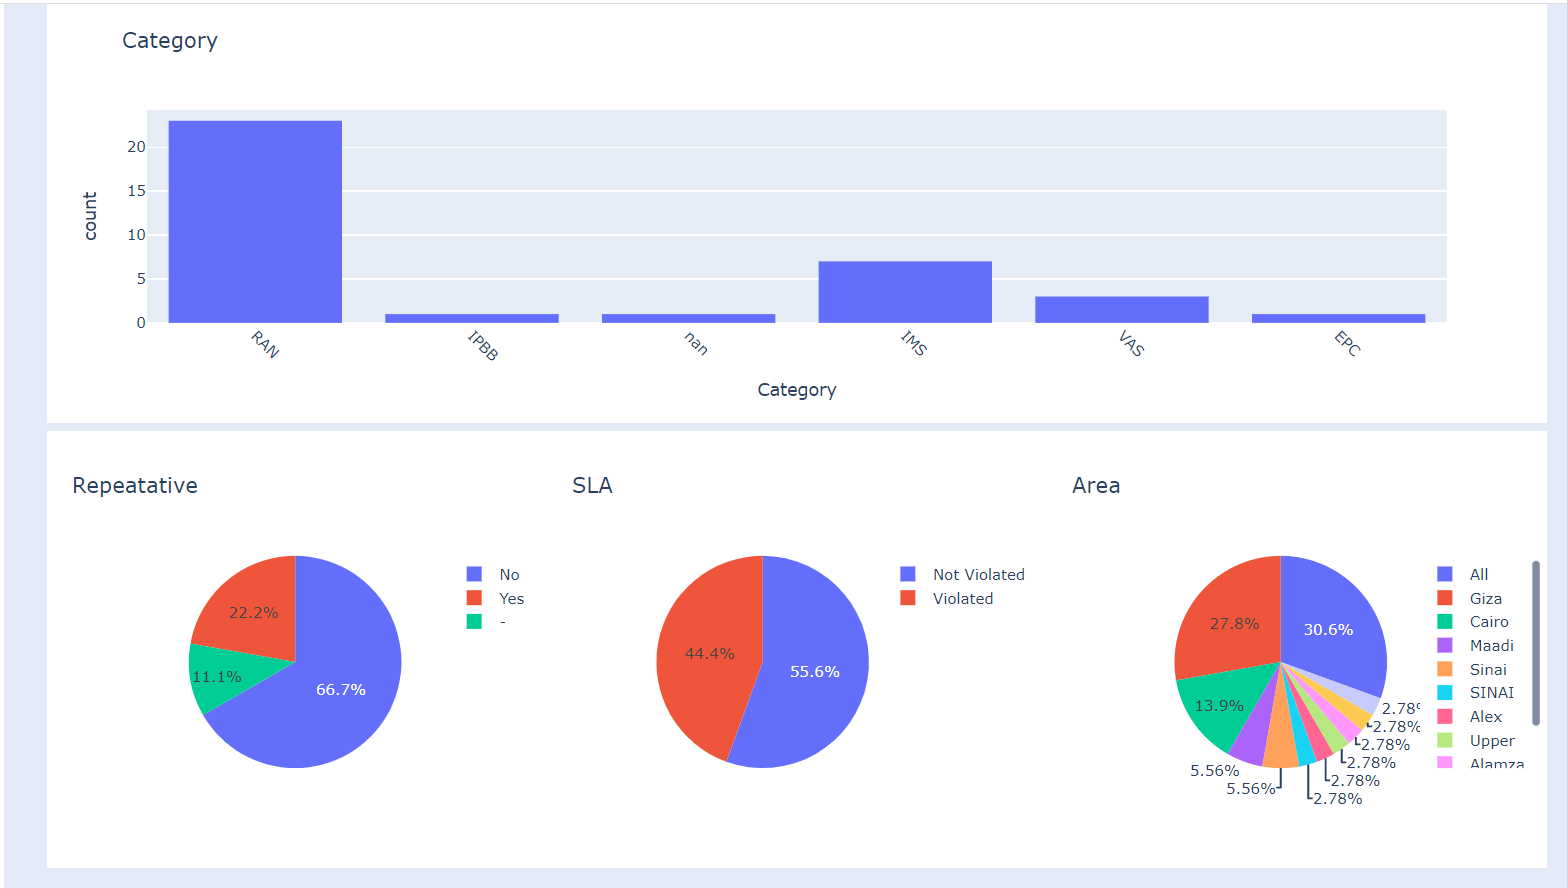 Category
20
15
10
5
0
count
RAN
IPBB
nan
IMS
VAS
EPC
Category
Repeatative
22.2%
11.1%
66.7%
No
Yes
-
SLA
44.4%
55.6%
Not Violated
Violated
Area
27.8%
30.6%
13.9%
5.56%
5.56%
2.78%
2.78%
2.78%
2.78%
2.78%
2.78%
All
Giza
Cairo
Maadi
Sinai
SINAI
Alex
Upper
Alamza